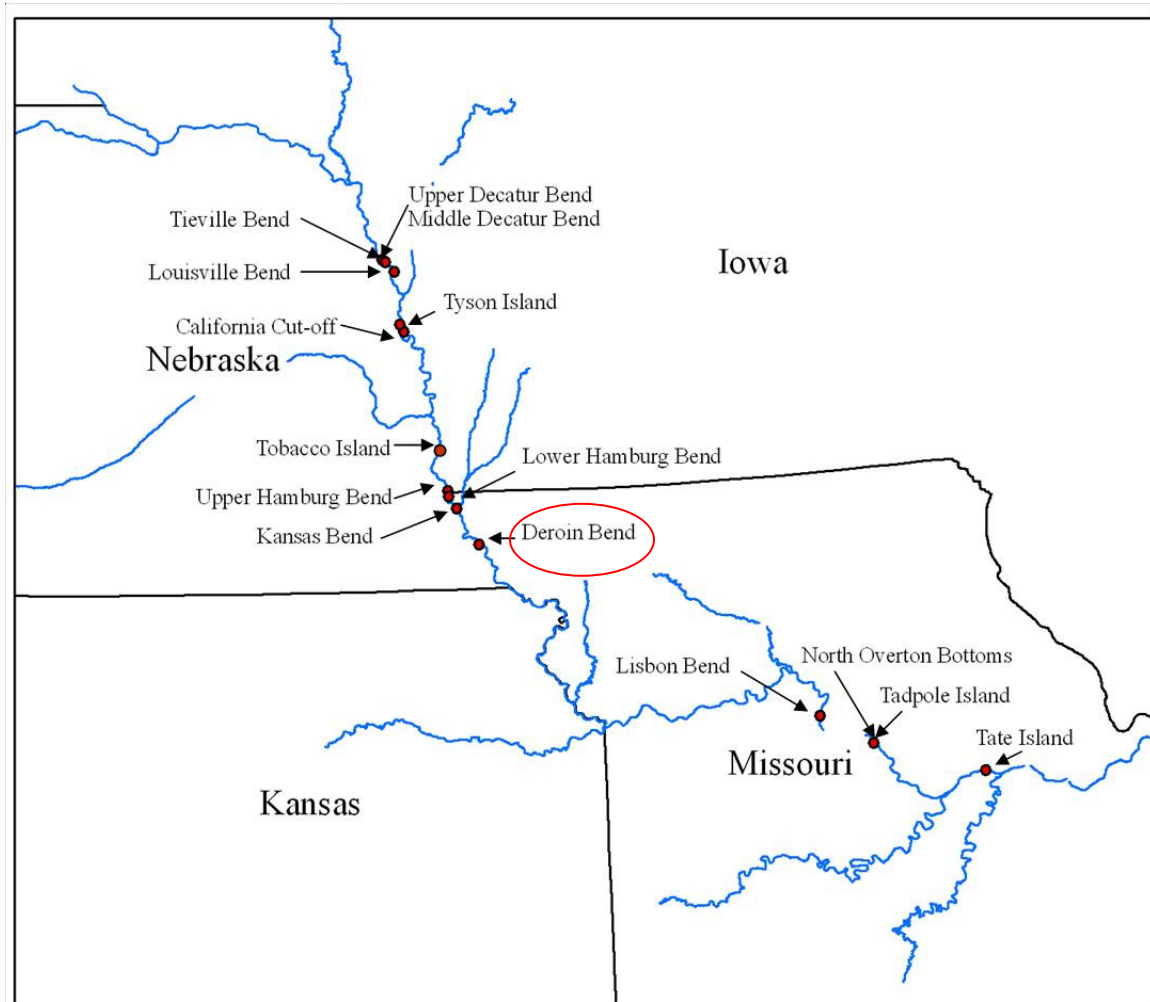 Upper Decatur Bend
Middle Decatur Bend
Tieville Bend
Louisville Bend
Iowa
Tyson Island
California Cut-off
Nebraska
Tobacco Island
Lower Hamburg Bend
Upper Hamburg Bend
Kansas Bend
Deroin Bend
Lisbon Bend
North Overton Bottoms
Tadpole Island
Tate Island
Missouri
Kansas